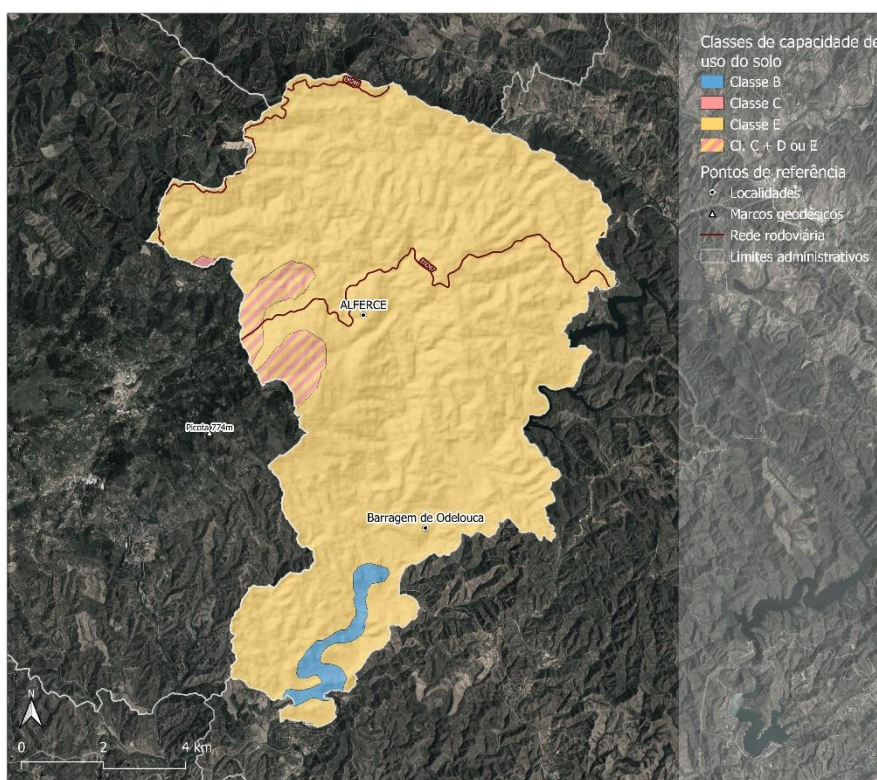 Classes de capacidade de
uso do solo
Classe B
Classe C
Classe E
Cl. C + D ou E
Pontos de referência
Localidades
Marcos geodésicos
Rede rodoviária
Limites administrativos
ALFERCE
Picota 774m
Barragem de Odelouca
N
0 2 4 km